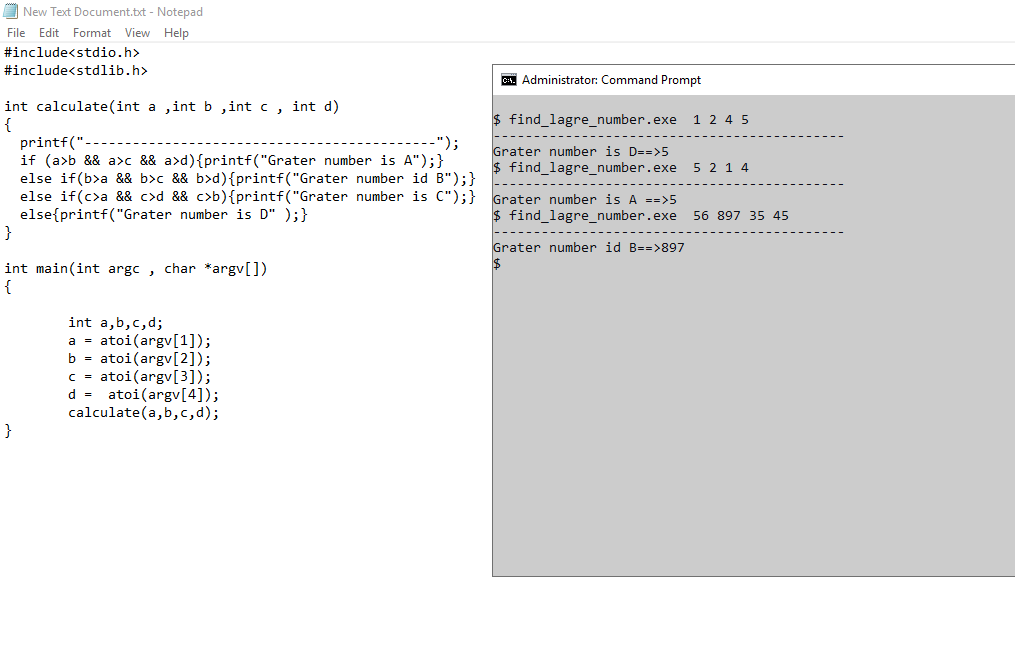 New Text Document.txt - Notepad
File Edit Format View Help
#include<stdio.h>
#include<stdlib.h>
int calculate(int a ,int b ,int c , int d)
{
printf("--------------------------------------------");
if (a>b && a>c && a>d){printf("Grater number is A");}
else if(b>a && b>c && b>d){printf("Grater number id B");}
else if(c>a && c>d && c>b){printf("Grater number is C");}
else{printf("Grater number is D" );}
}
int main(int argc , char *argv[])
{
int a,b,c,d;
a = atoi(argv[1]);
b = atoi(argv[2]);
c = atoi(argv[3]);
d =  atoi(argv[4]);
calculate(a,b,c,d);
}
Administrator: Command Prompt
$ find_lagre_number.exe  1 2 4 5
--------------------------------------------
Grater number is D==>5
$ find_lagre_number.exe  5 2 1 4
--------------------------------------------
Grater number is A ==>5
$ find_lagre_number.exe  56 897 35 45
--------------------------------------------
Grater number id B==>897
$